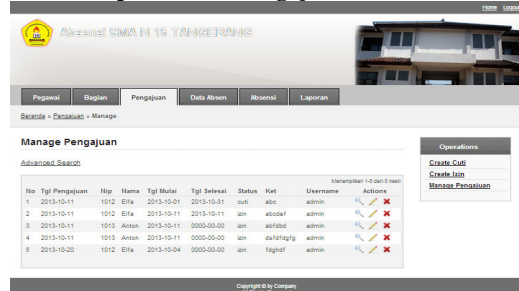 Home Logout
Absensi SMA N 15 TANGERANG
Pegawai Bagian Pengajuan Data Absen Absensi Laporan
Beranda » Pengajuan » Manage
Manage Pengajuan
Advanced Search
Menampilkan 1-5 dari 5 hasil
No Tgl Pengajuan Nip Nama Tgl Mulai Tgl Selesai Status Ket Username Actions
1 2013-10-11 1012 Elfa 2013-10-01 2013-10-31 cuti abc admin
2 2013-10-11 1012 Elfa 2013-10-11 2013-10-11 izin abcdef admin
3 2013-10-11 1013 Anton 2013-10-11 0000-00-00 izin abfdbd admin
4 2013-10-11 1013 Anton 2013-10-11 0000-00-00 izin dafdfdgfg admin
5 2013-10-20 1012 Elfa 2013-10-04 0000-00-00 izin fdghdf admin
Operations
Create Cuti
Create Izin
Manage Pengajuan
Copyright © by Company